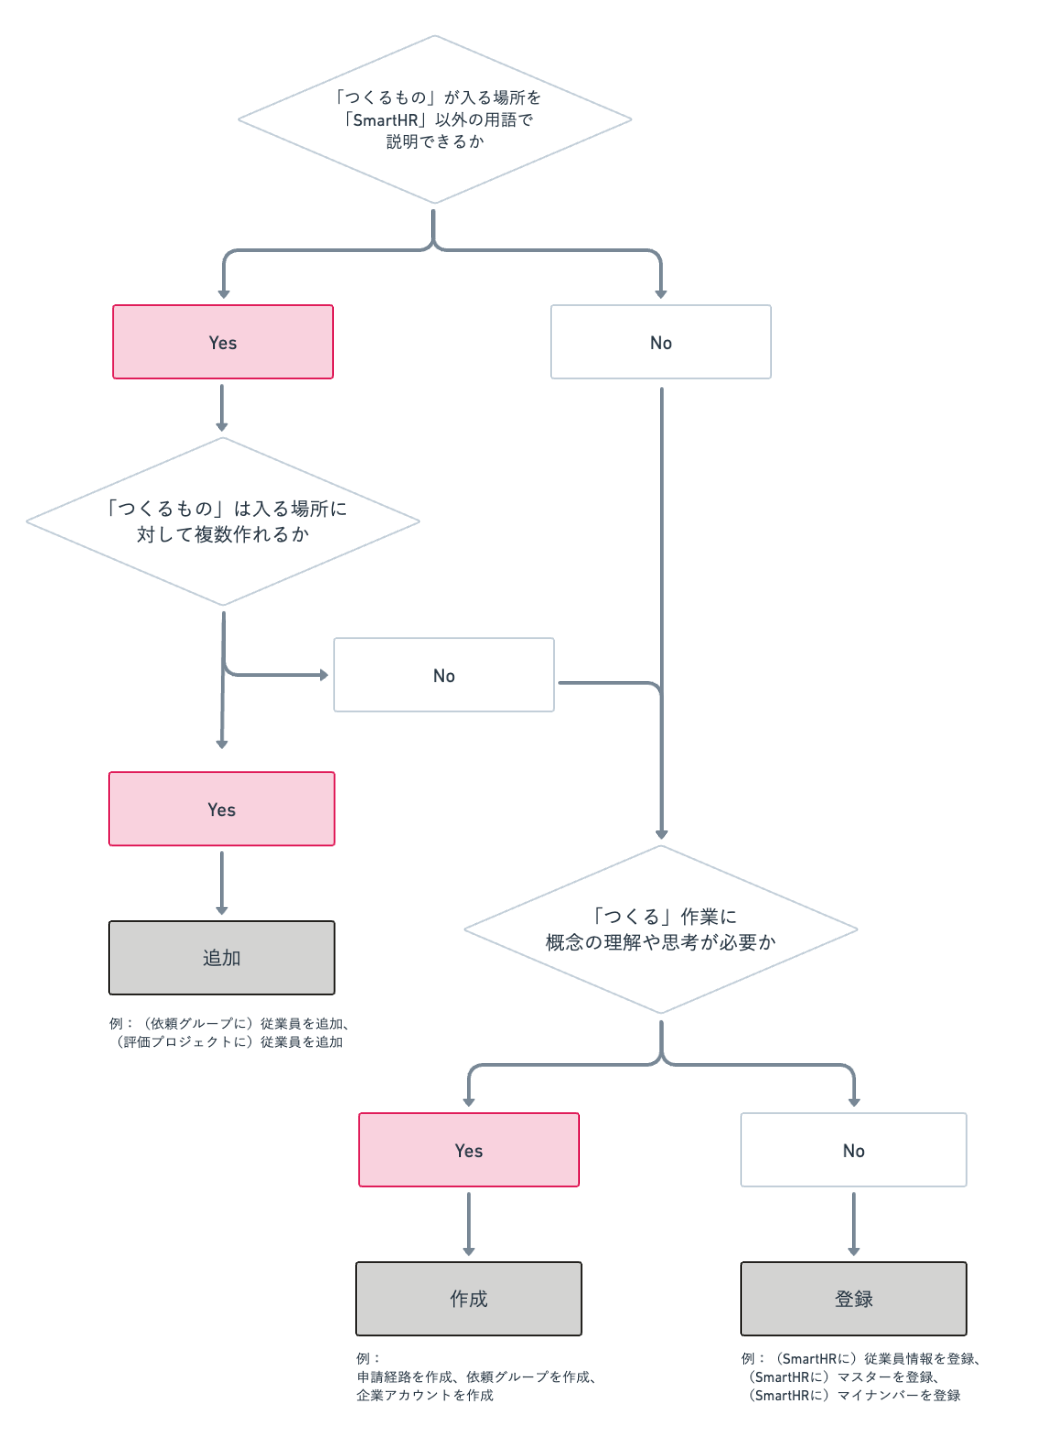 「つくるもの」が入る場所を
「SmartHR」以外の用語で
説明できるか
Yes
No
「つくるもの」は入る場所に
対して複数作れるか
No
Yes
「つくる」作業に
概念の理解や思考が必要か
追加
例：（依頼グループに）従業員を追加、
（評価プロジェクトに）従業員を追加
Yes
No
作成
登録
例：
申請経路を作成、依頼グループを作成、
企業アカウントを作成
例：（SmartHRに）従業員情報を登録、
（SmartHRに）マスターを登録、
（SmartHRに）マイナンバーを登録